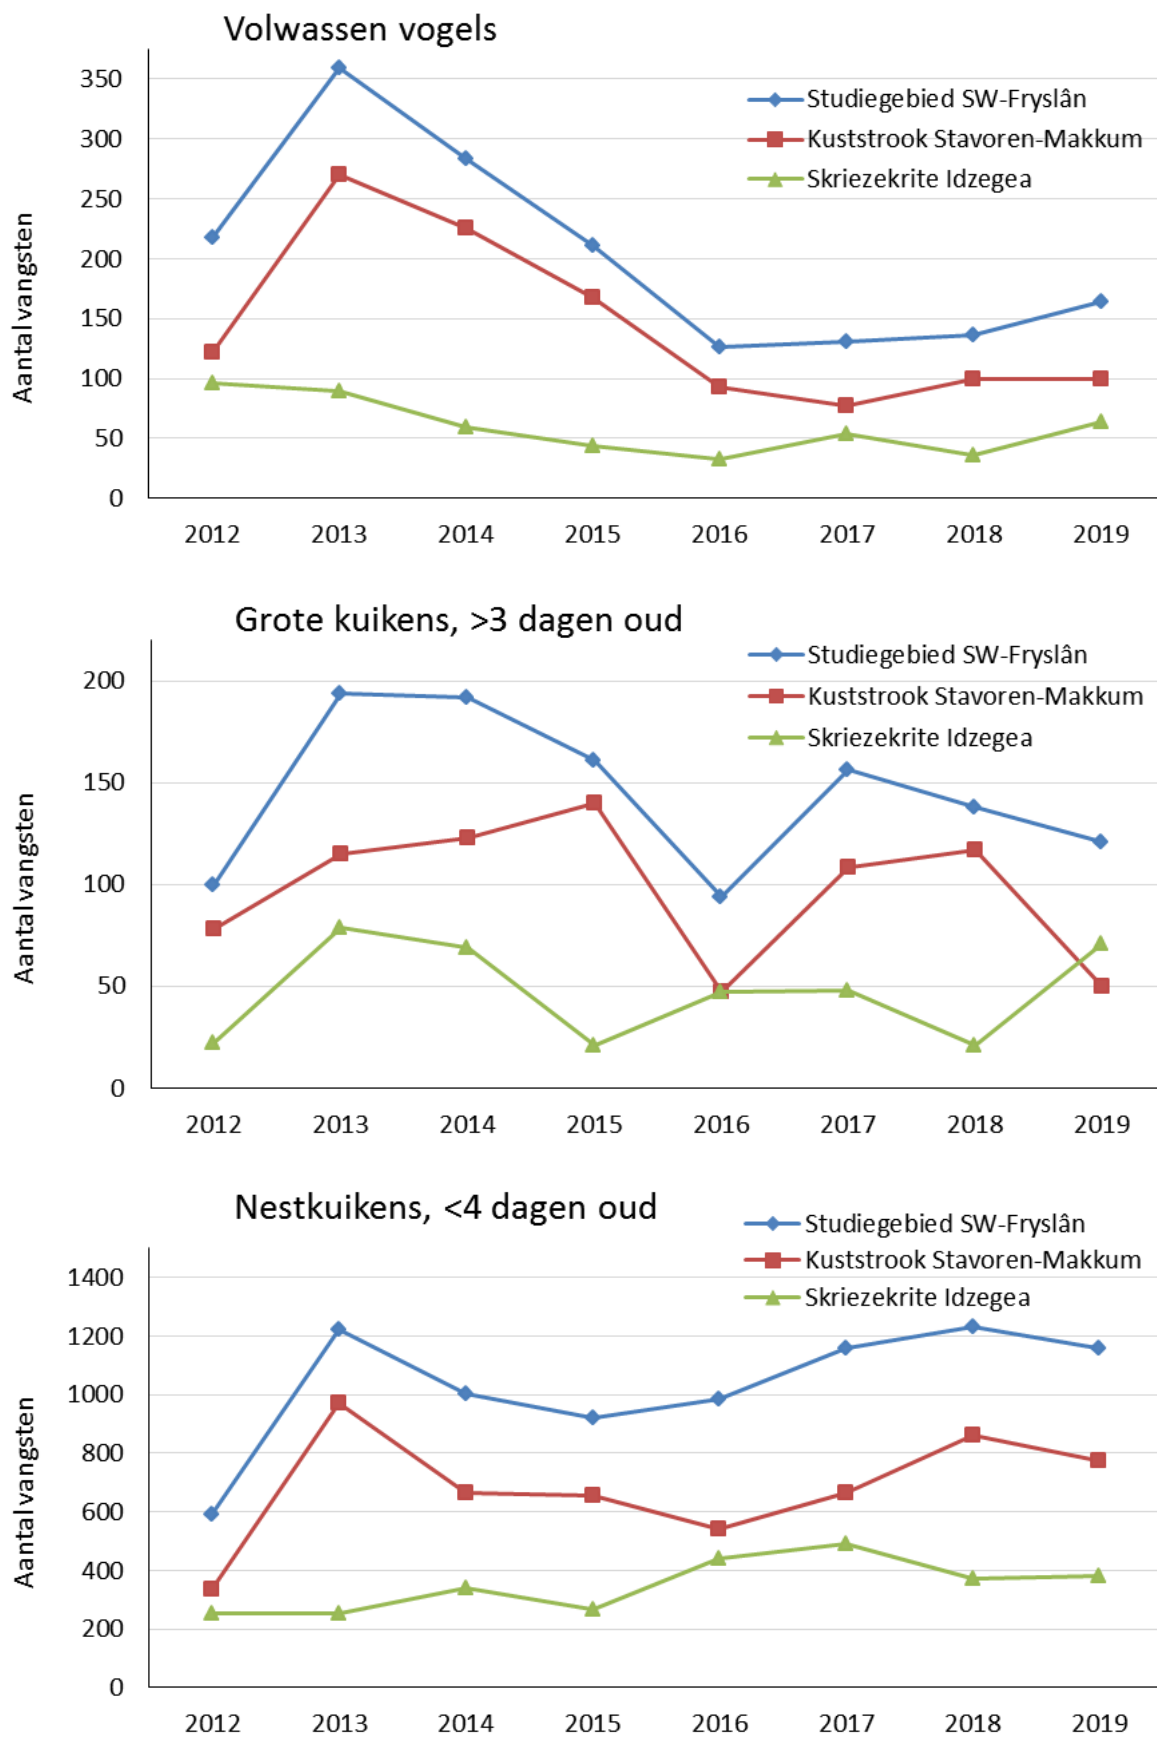 Volwassen vogels
350
300
250
200
150
100
50
0
Aantal vangsten
Studiegebied SW-Fryslân
Kuststrook Stavoren-Makkum
Skriezekrite Idzegea
2012 2013 2014 2015 2016 2017 2018 2019
Grote kuikens, >3 dagen oud
200
150
100
50
0
Aantal vangsten
Studiegebied SW-Fryslân
Kuststrook Stavoren-Makkum
Skriezekrite Idzegea
2012 2013 2014 2015 2016 2017 2018 2019
Nestkuikens, <4 dagen oud
1400
1200
1000
800
600
400
200
0
Aantal vangsten
Studiegebied SW-Fryslân
Kuststrook Stavoren-Makkum
Skriezekrite Idzegea
2012 2013 2014 2015 2016 2017 2018 2019